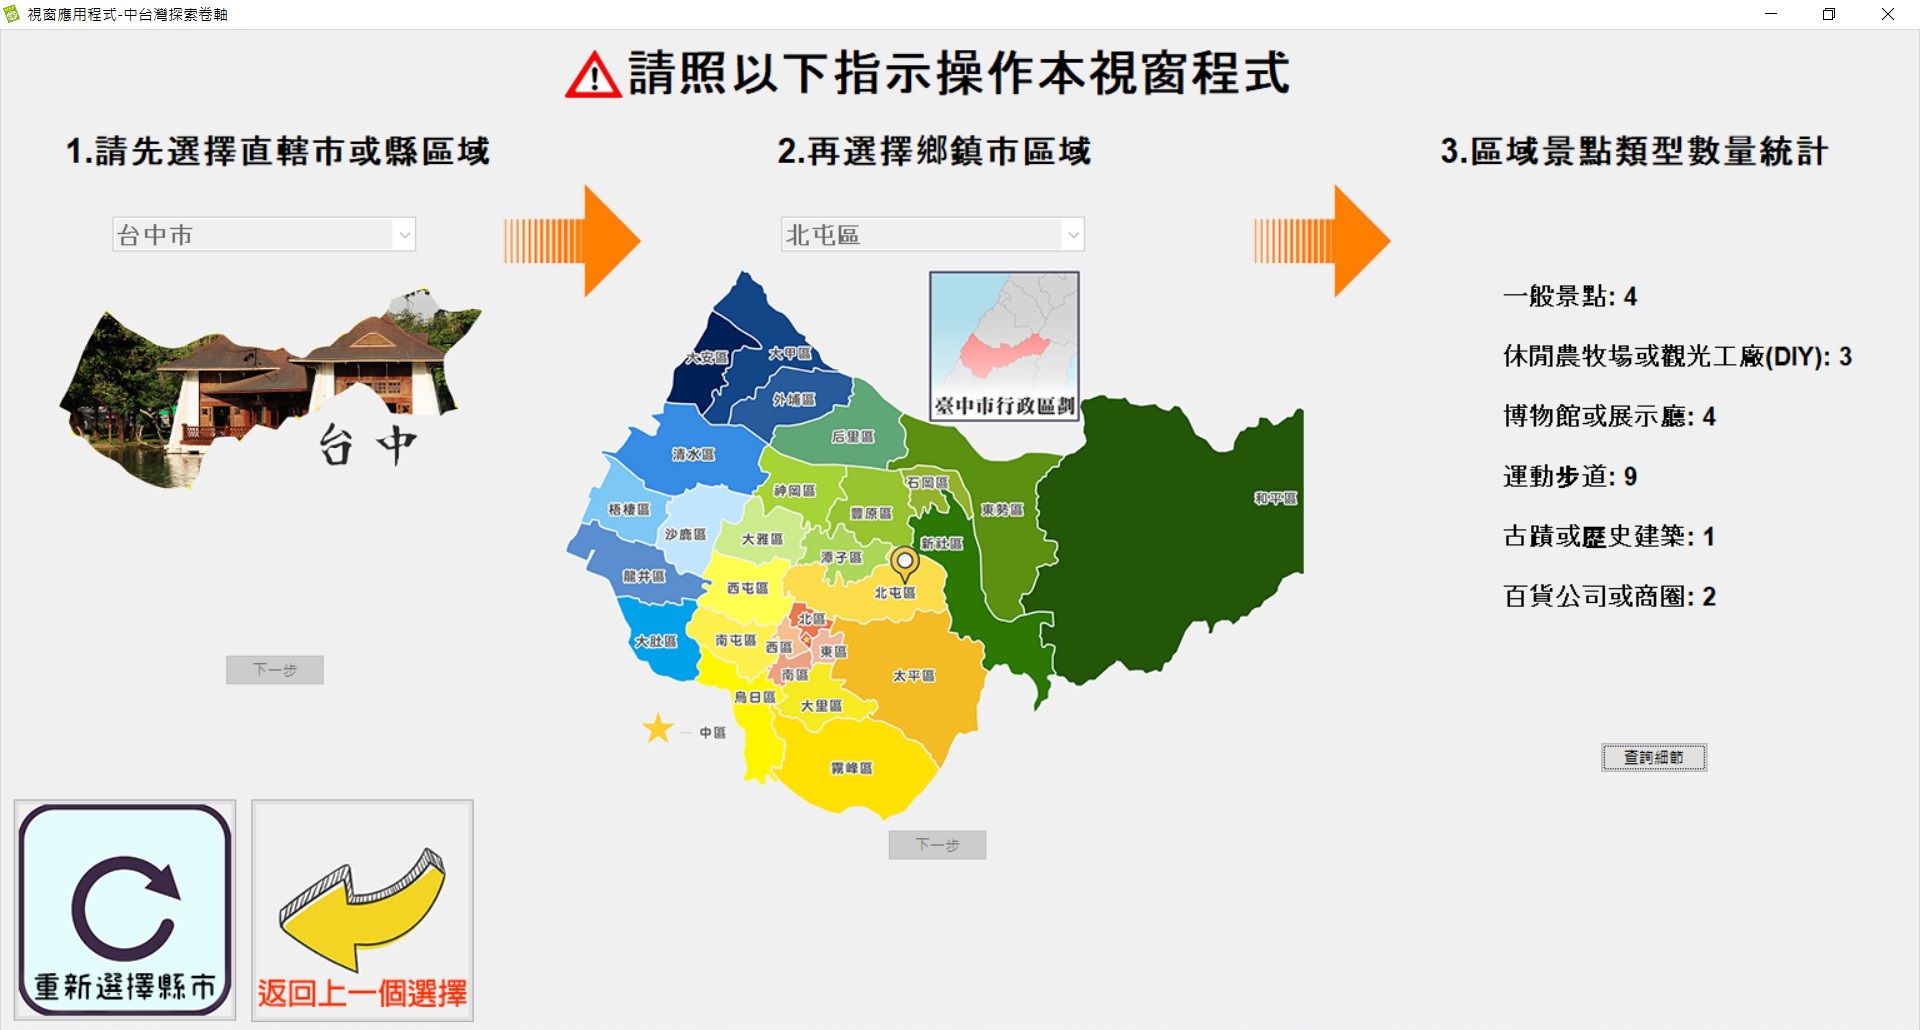 視窗應用程式-中台灣探索卷軸
請照以下指示操作本視窗程式
1.請先選擇直轄市或縣區域
2.再選擇鄉鎮市區域
3.區域景點類型數量統計
台中市
北屯區
一般景點: 4
休閒農牧場或觀光工廠(DIY): 3
博物館或展示廳: 4
運動步道: 9
古蹟或歷史建築: 1
百貨公司或商圈: 2
台中
臺中市行政區劃
大安區
大甲區
外埔區
后里區
清水區
神岡區
石岡區
和平區
梧棲區
豐原區
東勢區
沙鹿區
大雅區
新社區
潭子區
龍井區
西屯區
北屯區
北區
大肚區
南屯區
西區
東區
南區
太平區
烏日區
大里區
中區
霧峰區
下一步
下一步
查詢細節
重新選擇縣市
返回上一個選擇